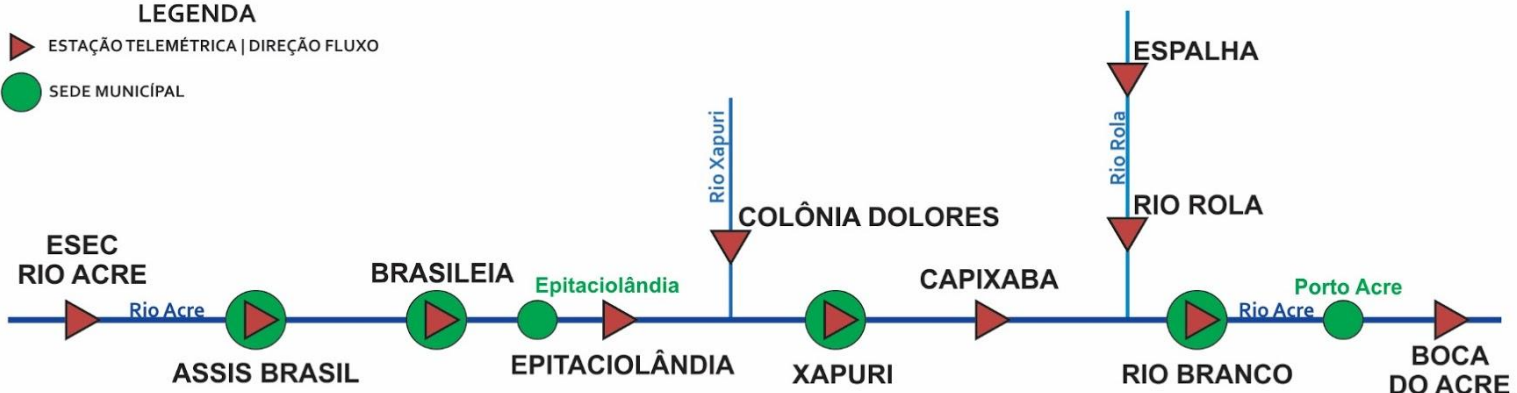 LEGENDA
ESTAÇÃO TELEMÉTRICA | DIREÇÃO FLUXO
SEDE MUNICÍPAL
ESPALHA
Rio Xapuri
Rio Rola
COLÔNIA DOLORES
RIO ROLA
ESEC
RIO ACRE
BRASILEIA
Epitaciolândia
CAPIXABA
Porto Acre
Rio Acre
Rio Acre
ASSIS BRASIL
EPITACIOLÂNDIA
XAPURI
RIO BRANCO
BOCA
DO ACRE